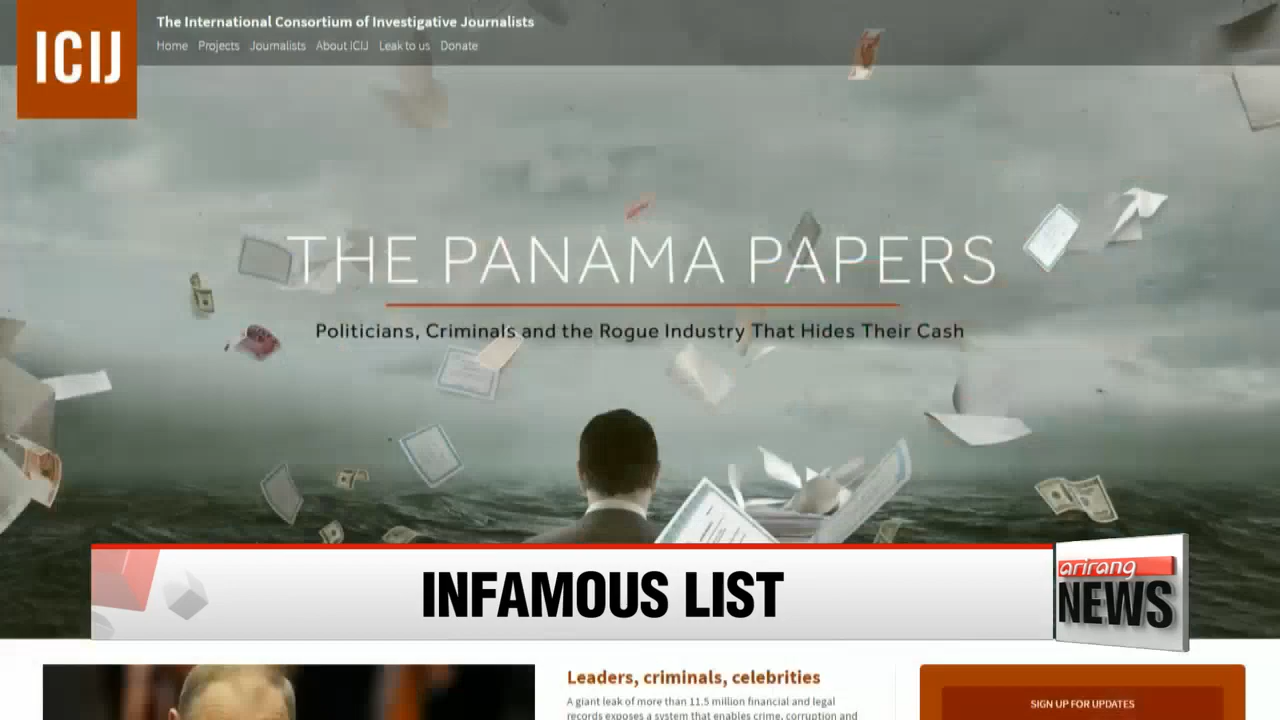 The International Consortium of Investigative Journalists
ICIJ
Home Projects Journalists About ICIJ Leak to us Donate
THE PANAMA PAPERS
Politicians, Criminals and the Rogue Industry That Hides Their Cash
INFAMOUS LIST
arirang
NEWS
Leaders, criminals, celebrities
A giant leak of more than 11.5 million financial and legal
records exposes a system that enables crime, corruption and
SIGN UP FOR UPDATES